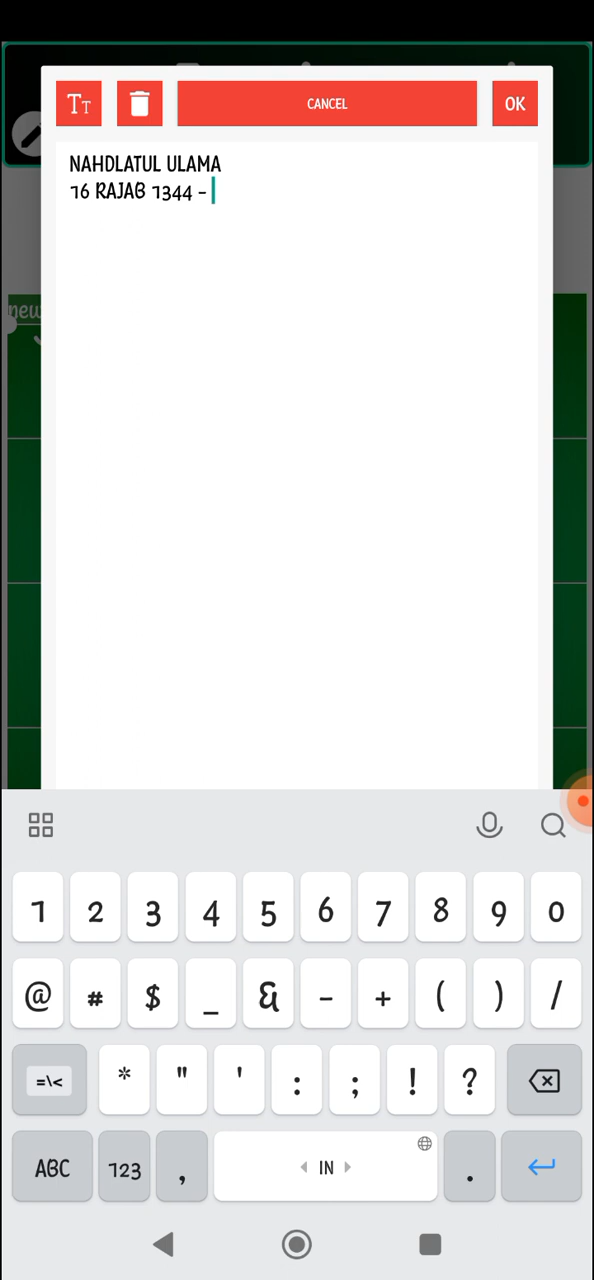 TT
CANCEL
OK
NAHDLATUL ULAMA
16 RAJAB 1344 -
new
1 2 3 4 5 6 7 8 9 0
@ # $ _ & - + ( ) /
=\< * " ' : ; ! ?
ABC 123 , IN .